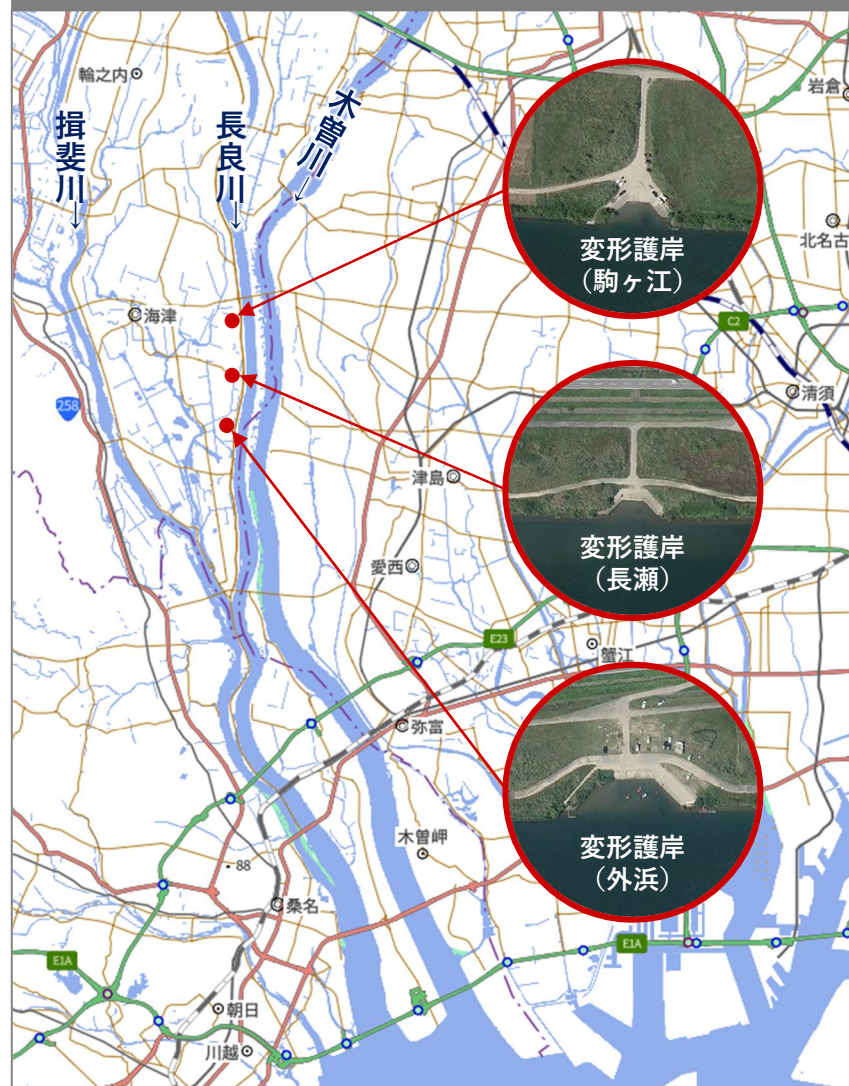 輪之内
岩倉
揖斐川↓
長良川↓
木曽川↓
変形護岸
（駒ヶ江）
北名古
海津
C2
清須
258
津島
変形護岸
（長瀬）
愛西
E23
蟹江
弥富
変形護岸
（外浜）
木曽岬
・88
桑名
E1A
E1A
朝日
川越